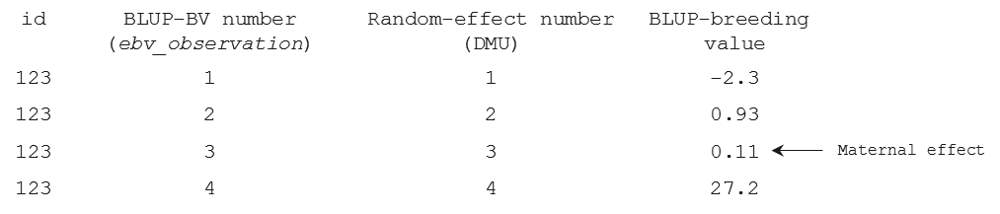 id BLUP-BV number Random-effect number BLUP-breeding
(ebv_observation) (DMU) value
123 1 1 -2.3
123 2 2 0.93
123 3 3 0.11 Maternal effect
123 4 4 27.2